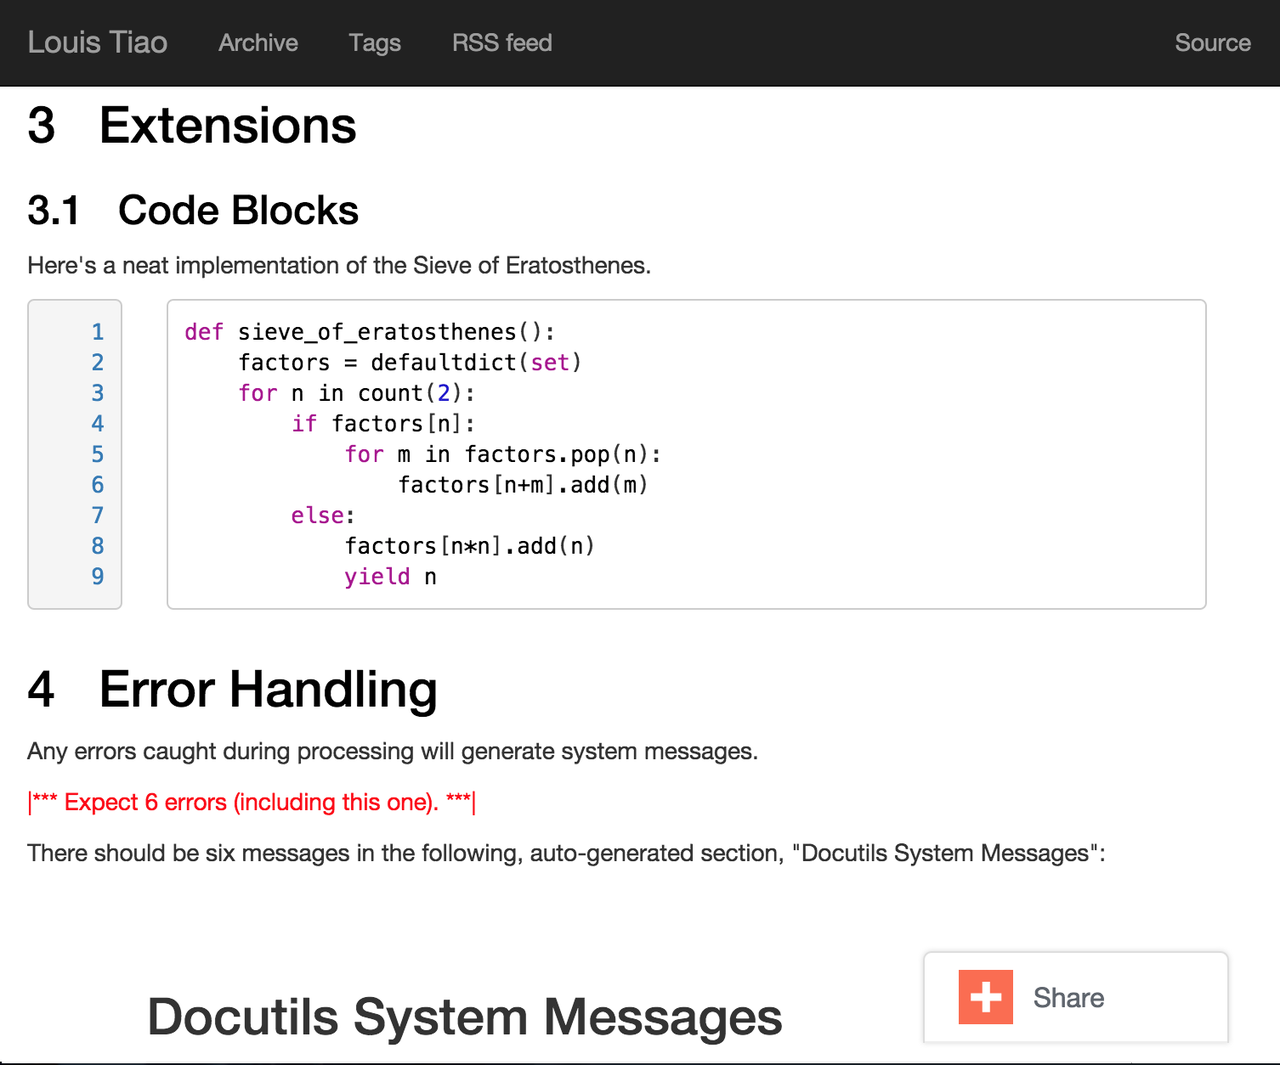 Louis Tiao Archive Tags RSS feed Source
3 Extensions
3.1 Code Blocks
Here's a neat implementation of the Sieve of Eratosthenes.
1 def sieve_of_eratosthenes():
2     factors = defaultdict(set)
3     for n in count(2):
4         if factors[n]:
5             for m in factors.pop(n):
6                 factors[n+m].add(m)
7         else:
8             factors[n*n].add(n)
9             yield n
4 Error Handling
Any errors caught during processing will generate system messages.
|*** Expect 6 errors (including this one). ***|
There should be six messages in the following, auto-generated section, "Docutils System Messages":
Share
Docutils System Messages